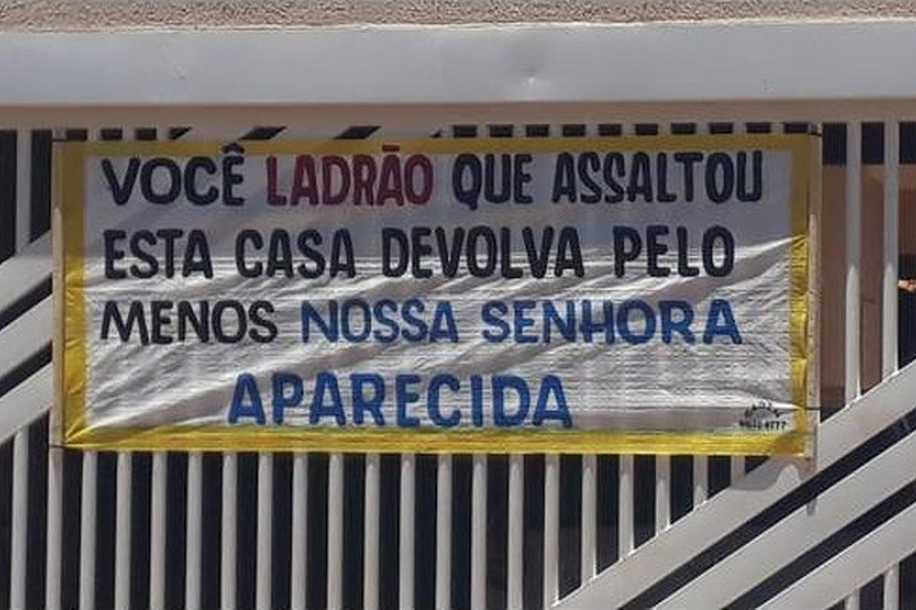 VOCÊ LADRÃO QUE ASSALTOU
ESTA CASA DEVOLVA PELO
MENOS NOSSA SENHORA
APARECIDA